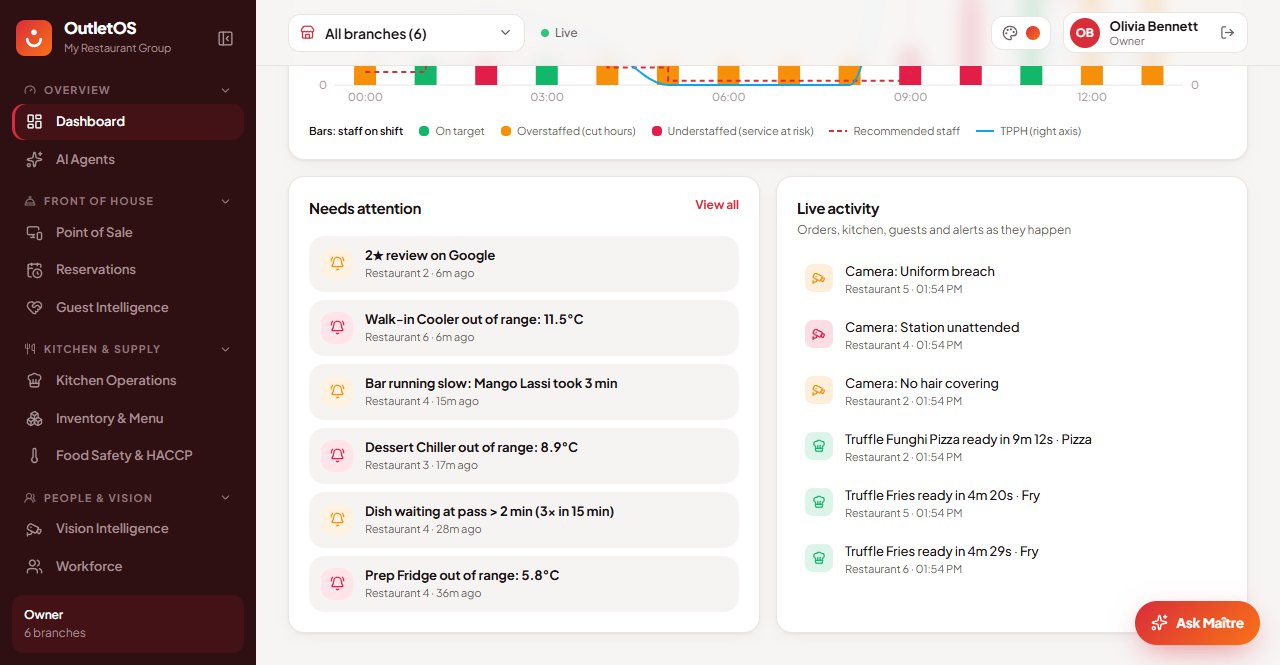 OutletOS
My Restaurant Group
OVERVIEW
Dashboard
AI Agents
FRONT OF HOUSE
Point of Sale
Reservations
Guest Intelligence
KITCHEN & SUPPLY
Kitchen Operations
Inventory & Menu
Food Safety & HACCP
PEOPLE & VISION
Vision Intelligence
Workforce
Owner
6 branches
All branches (6)
Live
OB
Olivia Bennett
Owner
0
0
00:00 03:00 06:00 09:00 12:00
Bars: staff on shift On target Overstaffed (cut hours) Understaffed (service at risk) Recommended staff TPPH (right axis)
Needs attention
View all
2★ review on Google
Restaurant 2 · 6m ago
Walk-in Cooler out of range: 11.5°C
Restaurant 6 · 6m ago
Bar running slow: Mango Lassi took 3 min
Restaurant 4 · 15m ago
Dessert Chiller out of range: 8.9°C
Restaurant 3 · 17m ago
Dish waiting at pass > 2 min (3× in 15 min)
Restaurant 4 · 28m ago
Prep Fridge out of range: 5.8°C
Restaurant 4 · 36m ago
Live activity
Orders, kitchen, guests and alerts as they happen
Camera: Uniform breach
Restaurant 5 · 01:54 PM
Camera: Station unattended
Restaurant 4 · 01:54 PM
Camera: No hair covering
Restaurant 2 · 01:54 PM
Truffle Funghi Pizza ready in 9m 12s · Pizza
Restaurant 2 · 01:54 PM
Truffle Fries ready in 4m 20s · Fry
Restaurant 5 · 01:54 PM
Truffle Fries ready in 4m 29s · Fry
Restaurant 6 · 01:54 PM
Ask Maître